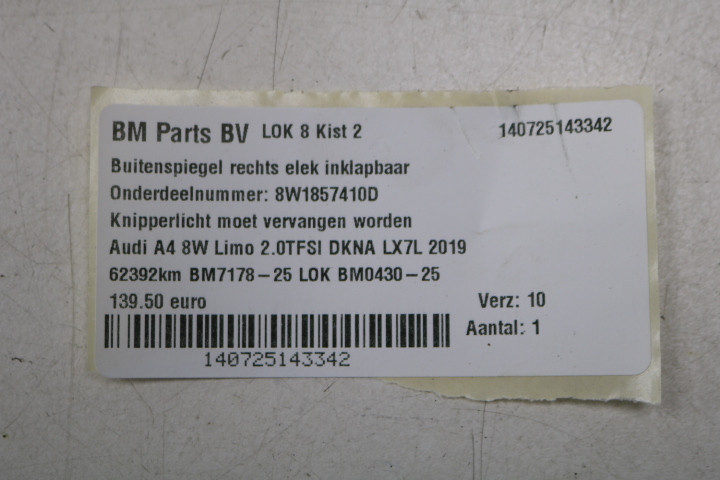 BM Parts BV LOK 8 Kist 2 140725143342
Buitenspiegel rechts elek inklapbaar
Onderdeelnummer: 8W1857410D
Knipperlicht moet vervangen worden
Audi A4 8W Limo 2.0TFSI DKNA LX7L 2019
62392km BM7178-25 LOK BM0430-25
139.50 euro Verz: 10
Aantal: 1
140725143342